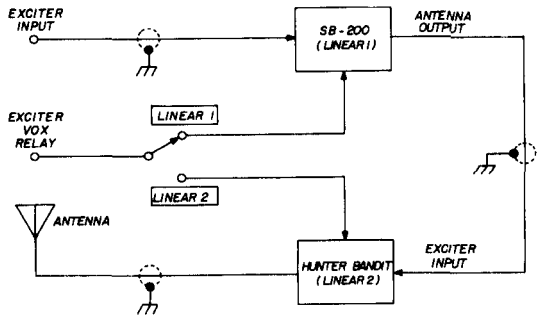 EXCITER
INPUT
SB-200
(LINEAR 1)
ANTENNA
OUTPUT
EXCITER
VOX
RELAY
LINEAR 1
LINEAR 2
ANTENNA
HUNTER BANDIT
(LINEAR 2)
EXCITER
INPUT